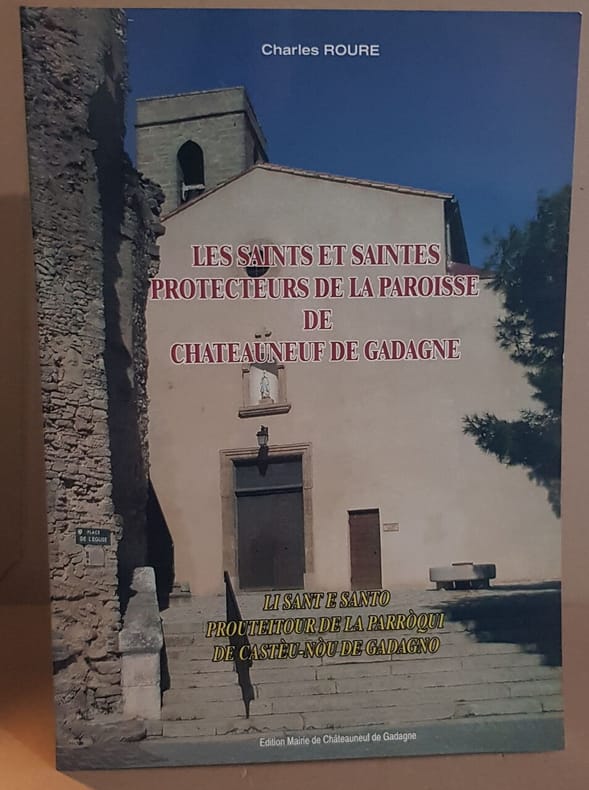 Charles ROURE
LES SAINTS ET SAINTES
PROTECTEURS DE LA PAROISSE
DE
CHATEAUNEUF DE GADAGNE
PLACE
DE L'EGLISE
LI SANT E SANTO
PROUTEITOUR DE LA PARRÒQUI
DE CASTÈU-NÒU DE GADAGNO
Edition Mairie de Châteauneuf de Gadagne